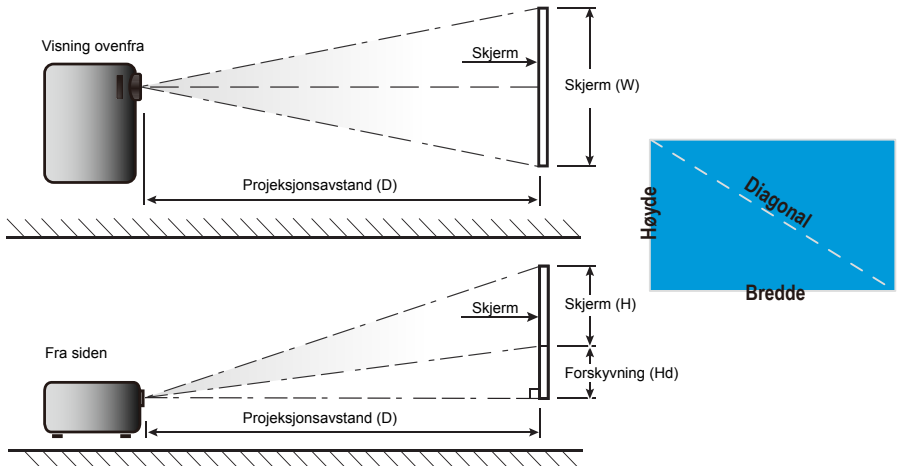 Visning ovenfra
Skjerm
Skjerm (W)
Projeksjonsavstand (D)
Høyde
Diagonal
Bredde
Skjerm
Skjerm (H)
Fra siden
Forskyvning (Hd)
Projeksjonsavstand (D)